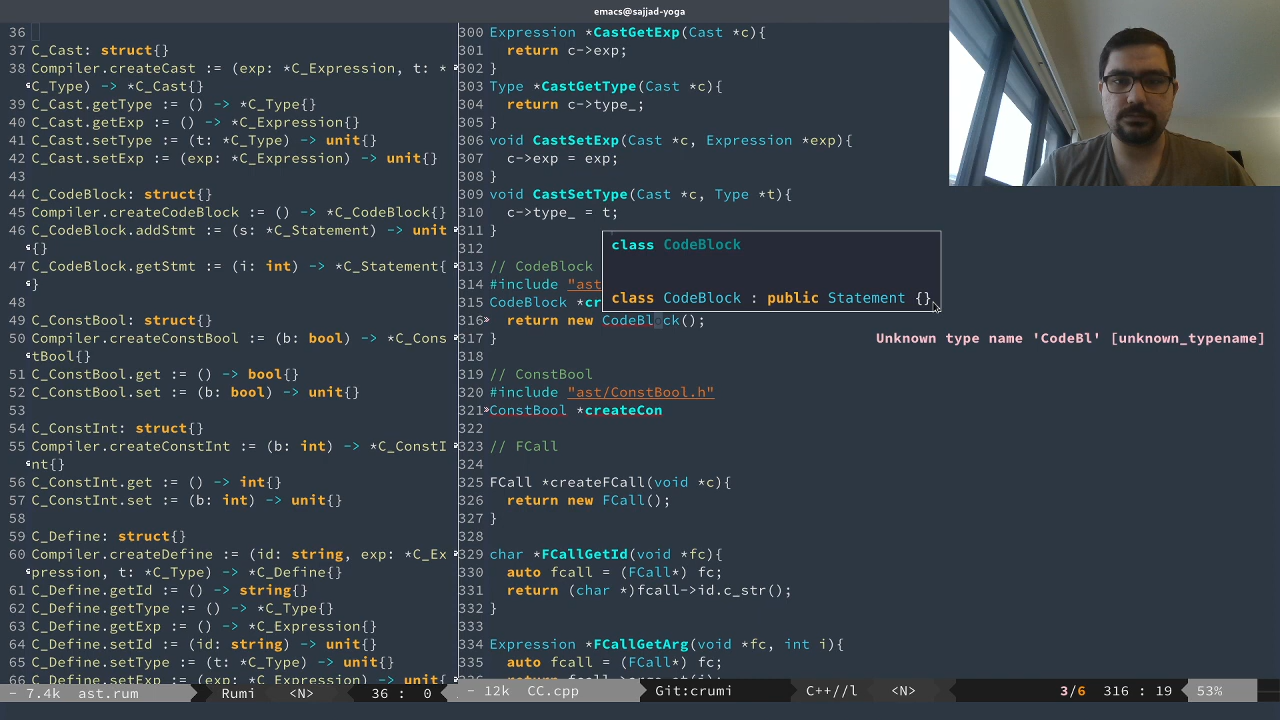 emacs@sajjad-yoga
36
37 C_Cast: struct{}
38 Compiler.createCast := (exp: *C_Expression, t: *
C_Type) -> *C_Cast{}
39 C_Cast.getType := () -> *C_Type{}
40 C_Cast.getExp := () -> *C_Expression{}
41 C_Cast.setType := (t: *C_Type) -> unit{}
42 C_Cast.setExp := (exp: *C_Expression) -> unit{}
43
44 C_CodeBlock: struct{}
45 Compiler.createCodeBlock := () -> *C_CodeBlock{}
46 C_CodeBlock.addStmt := (s: *C_Statement) -> unit
{}
47 C_CodeBlock.getStmt := (i: int) -> *C_Statement{
}
48
49 C_ConstBool: struct{}
50 Compiler.createConstBool := (b: bool) -> *C_Cons
tBool{}
51 C_ConstBool.get := () -> bool{}
52 C_ConstBool.set := (b: bool) -> unit{}
53
54 C_ConstInt: struct{}
55 Compiler.createConstInt := (b: int) -> *C_ConstI
nt{}
56 C_ConstInt.get := () -> int{}
57 C_ConstInt.set := (b: int) -> unit{}
58
59 C_Define: struct{}
60 Compiler.createDefine := (id: string, exp: *C_Ex
pression, t: *C_Type) -> *C_Define{}
61 C_Define.getId := () -> string{}
62 C_Define.getType := () -> *C_Type{}
63 C_Define.getExp := () -> *C_Expression{}
64 C_Define.setId := (id: string) -> unit{}
65 C_Define.setType := (t: *C_Type) -> unit{}
66 C_Define.setExp := (exp: *C_Expression) -> unit{
- 7.4k ast.rum Rumi <N> 36 : 0
300 Expression *CastGetExp(Cast *c){
301 return c->exp;
302 }
303 Type *CastGetType(Cast *c){
304 return c->type_;
305 }
306 void CastSetExp(Cast *c, Expression *exp){
307 c->exp = exp;
308 }
309 void CastSetType(Cast *c, Type *t){
310 c->type_ = t;
311 }
312
class CodeBlock
class CodeBlock : public Statement {}
313 // CodeBlock
314 #include "ast
315 CodeBlock *cr
316» return new CodeBlock();
317 }
Unknown type name 'CodeBl' [unknown_typename]
318
319 // ConstBool
320 #include "ast/ConstBool.h"
321»ConstBool *createCon
322
323 // FCall
324
325 FCall *createFCall(void *c){
326 return new FCall();
327 }
328
329 char *FCallGetId(void *fc){
330 auto fcall = (FCall*) fc;
331 return (char *)fcall->id.c_str();
332 }
333
334 Expression *FCallGetArg(void *fc, int i){
335 auto fcall = (FCall*) fc;
- 12k CC.cpp Git:crumi C++//l <N> 3/6 316 : 19 53%